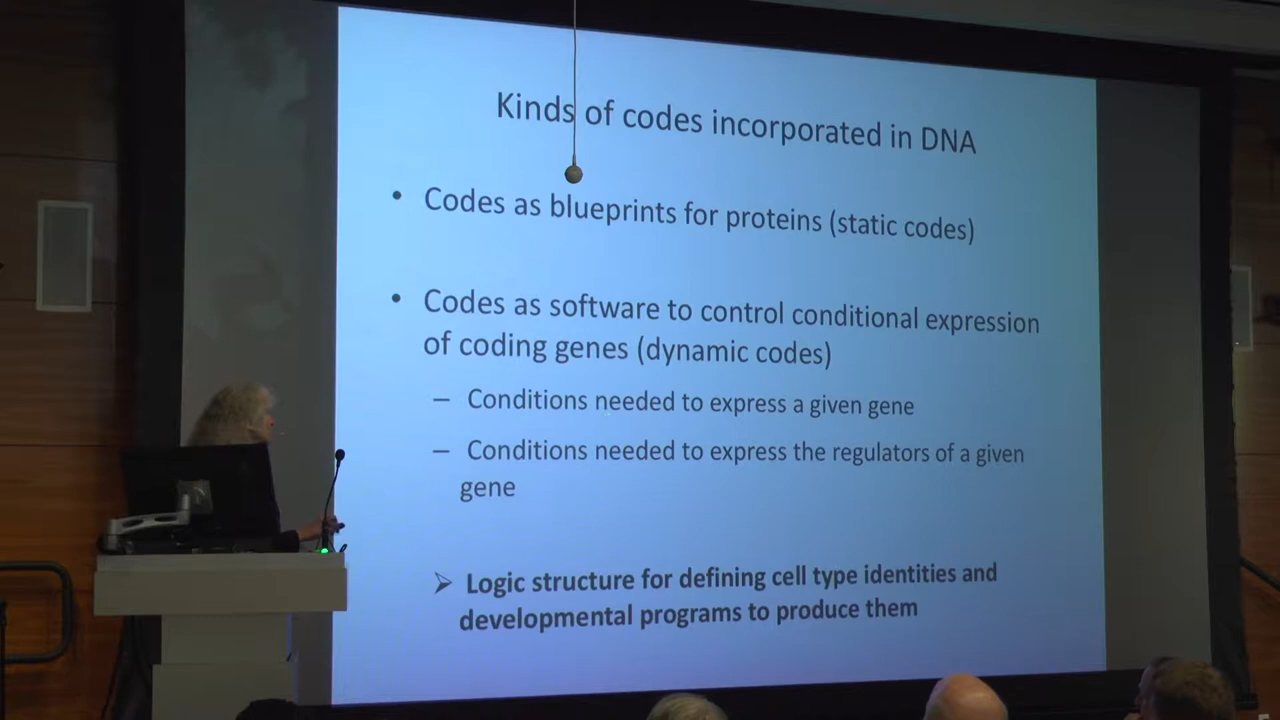 Kinds of codes incorporated in DNA
• Codes as blueprints for proteins (static codes)
• Codes as software to control conditional expression
of coding genes (dynamic codes)
– Conditions needed to express a given gene
– Conditions needed to express the regulators of a given
gene
➢ Logic structure for defining cell type identities and
developmental programs to produce them